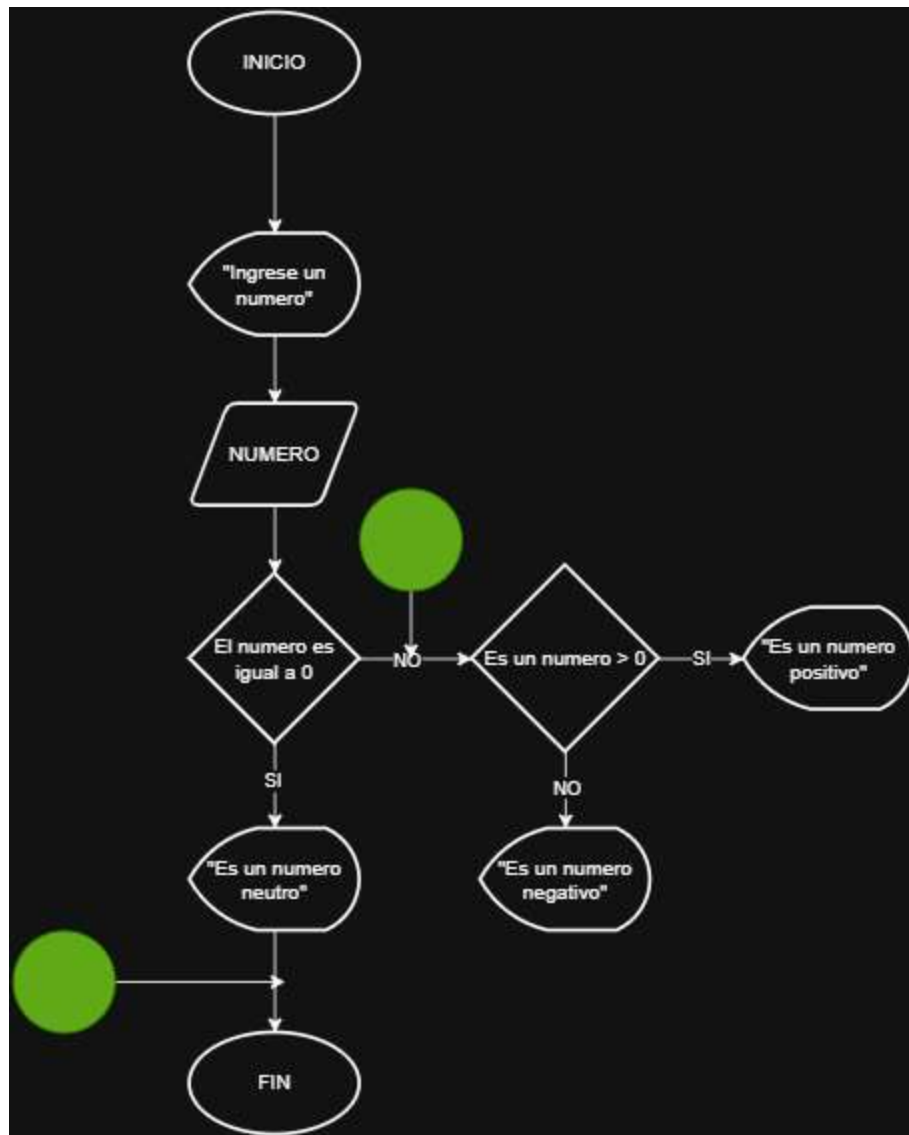 INICIO
"Ingrese un
numero"
NUMERO
El numero es
igual a 0
NO
Es un numero > 0
SI
"Es un numero
positivo"
SI
NO
"Es un numero
neutro"
"Es un numero
negativo"
FIN